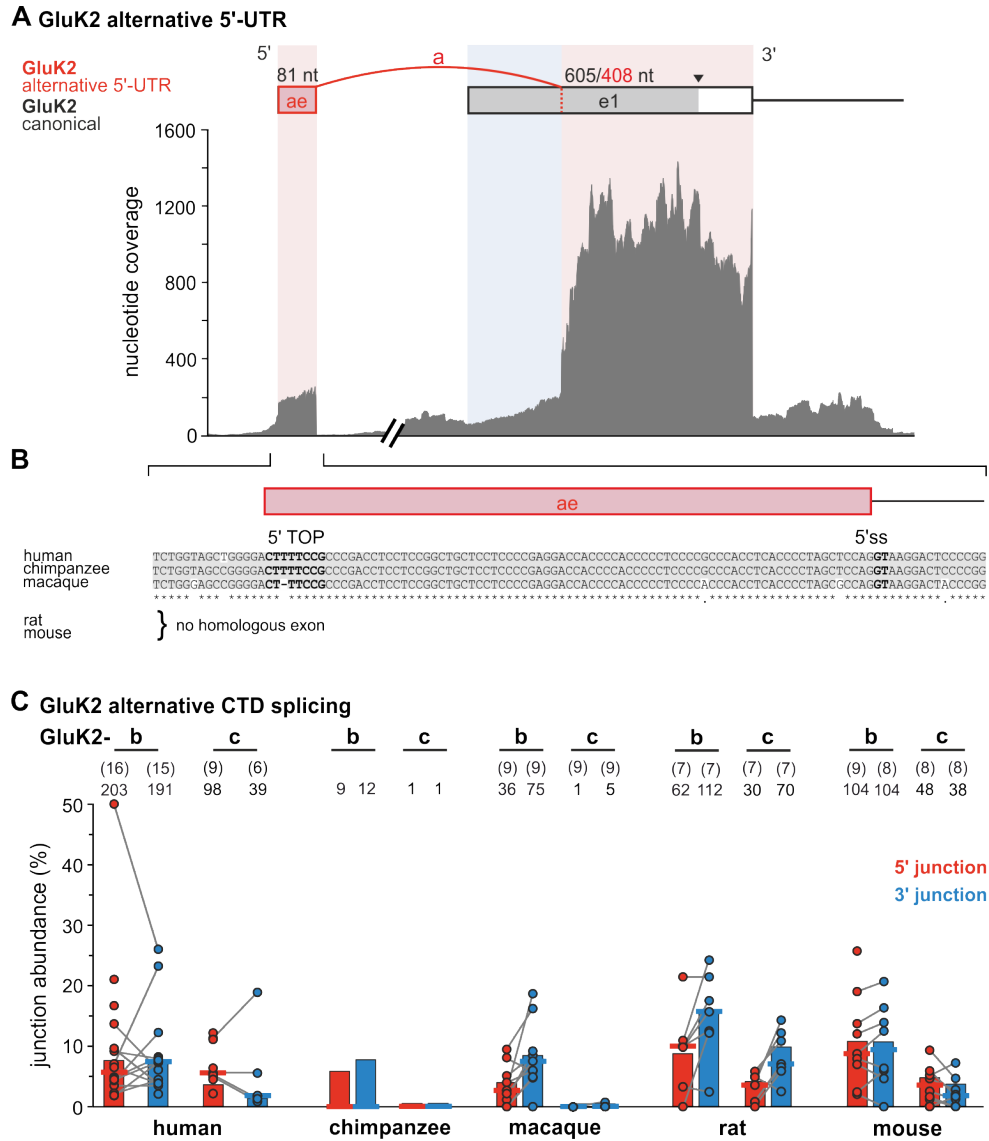 A GluK2 alternative 5'-UTR
5' a 3'
GluK2
alternative 5'-UTR
GluK2
canonical
81 nt 605/408 nt
ae e1
nucleotide coverage
1600
1200
800
400
0
B
ae
5' TOP 5'ss
human TCTGGTAGCTGGGGACTTTTCCGCCCGACCTCCTCCGGCTGCTCCTCCCCGAGGACCACCCCACCCCCTCCCCGCCCACCTCACCCCTAGCTCCAGGTAAGGACTCCCCGG
chimpanzee TCTGGTAGCTGGGGACTTTTCCGCCCGACCTCCTCCGGCTGCTCCTCCCCGAGGACCACCCCACCCCCTCCCCGCCCACCTCACCCCTAGCTCCAGGTAAGGACTCCCCGG
macaque TCTGGGAGCCGGGGACT-TTCCGCCCGACCTCCTCCGGCTGCTCCTCCCCGAGGACCACCCCACCCCCTCCCCACCCACCTCACCCCTAGCGCCAGGTAAGGACTACCCGG
rat
mouse
} no homologous exon
C GluK2 alternative CTD splicing
GluK2- b c b c b c b c b c
(16) (15) (9) (6) (9) (9) (9) (9) (7) (7) (7) (7) (9) (8) (8) (8)
203 191 98 39 9 12 1 1 36 75 1 5 62 112 30 70 104 104 48 38
junction abundance (%)
50
40
30
20
10
0
5' junction
3' junction
human chimpanzee macaque rat mouse